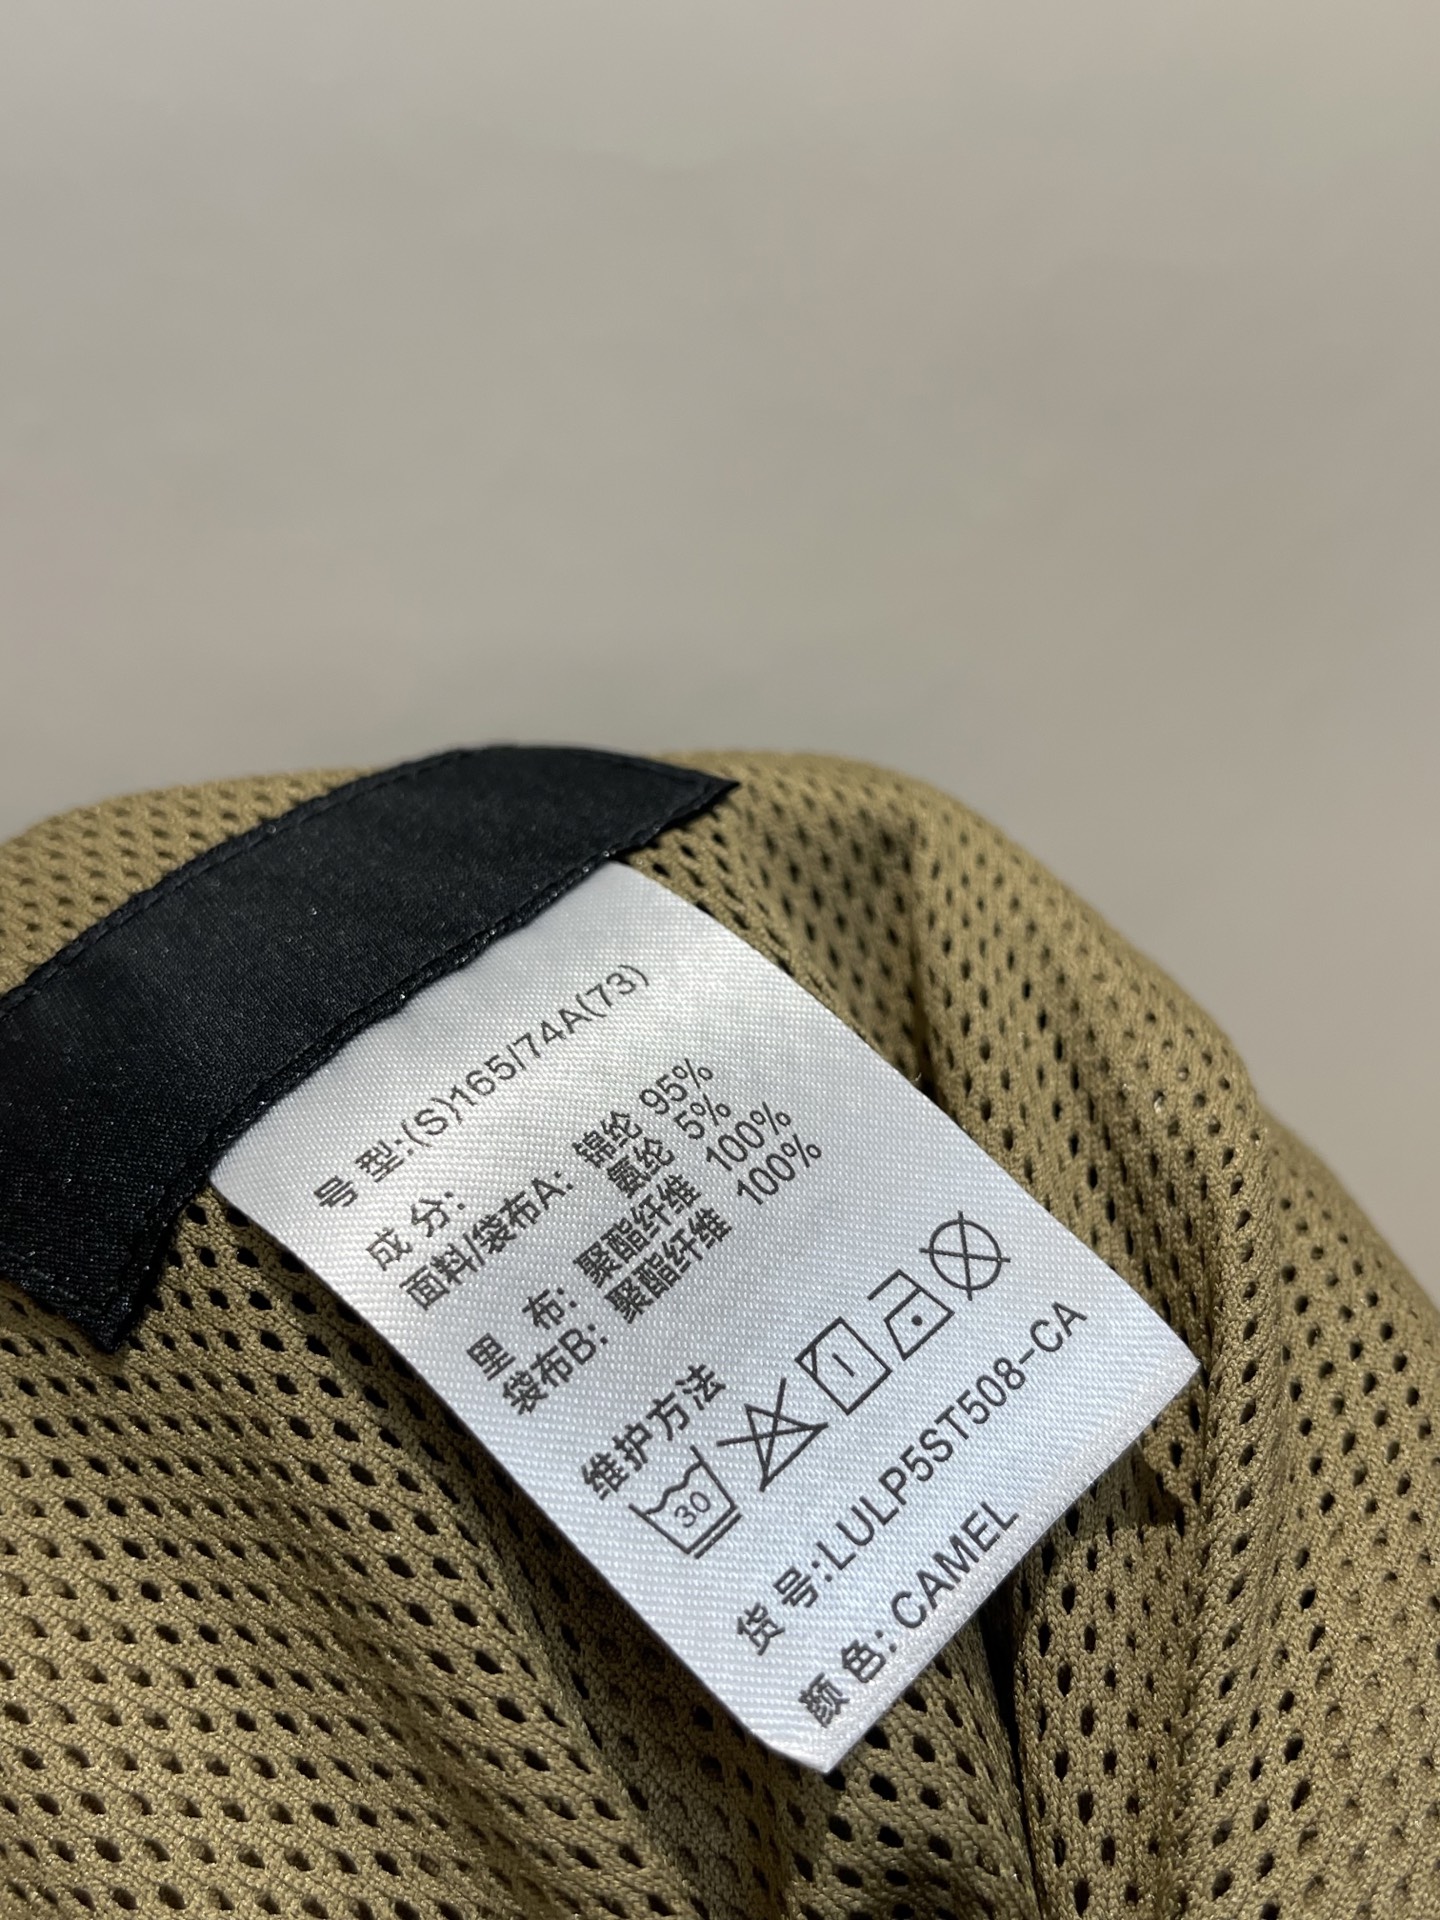 号 型:(S)165/74A(73)
成 分:
面料/袋布A: 锦纶 95%
氨纶 5%
里 布: 聚酯纤维 100%
袋布B: 聚酯纤维 100%
维护方法
30
货 号:LULP5ST508-CA
颜 色: CAMEL